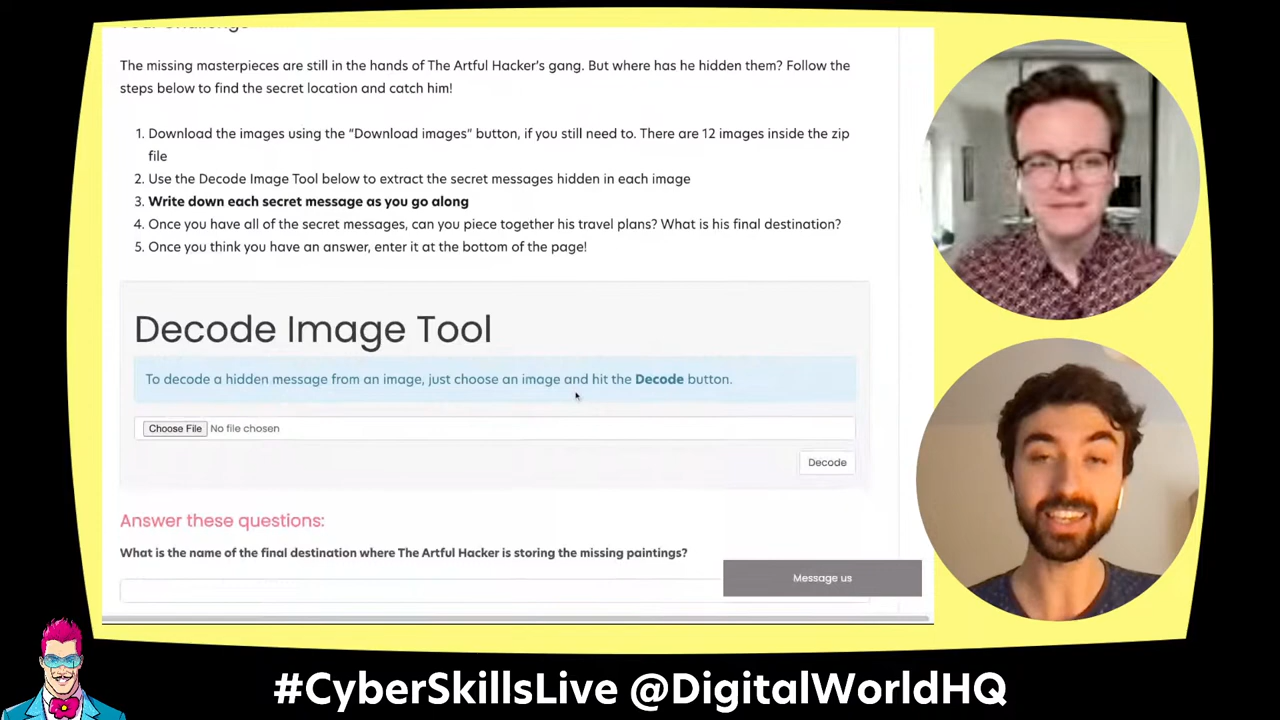 Your Challenge
The missing masterpieces are still in the hands of The Artful Hacker's gang. But where has he hidden them? Follow the
steps below to find the secret location and catch him!
1. Download the images using the “Download images” button, if you still need to. There are 12 images inside the zip
file
2. Use the Decode Image Tool below to extract the secret messages hidden in each image
3. Write down each secret message as you go along
4. Once you have all of the secret messages, can you piece together his travel plans? What is his final destination?
5. Once you think you have an answer, enter it at the bottom of the page!
Decode Image Tool
To decode a hidden message from an image, just choose an image and hit the Decode button.
Choose File No file chosen
Decode
Answer these questions:
What is the name of the final destination where The Artful Hacker is storing the missing paintings?
Message us
#CyberSkillsLive @DigitalWorldHQ